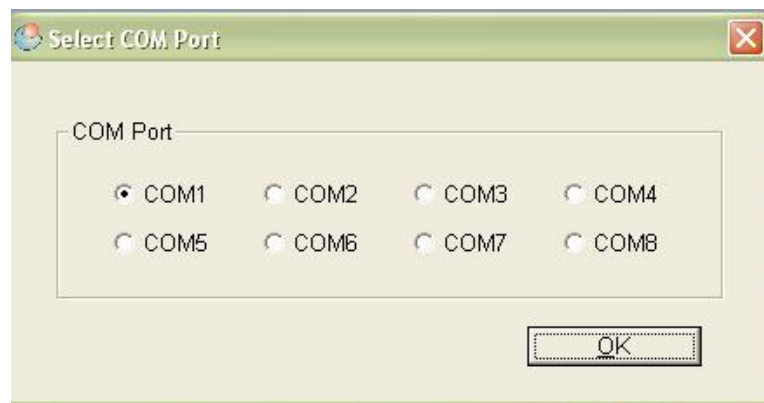 Select COM Port
COM Port
COM1 COM2 COM3 COM4
COM5 COM6 COM7 COM8
OK